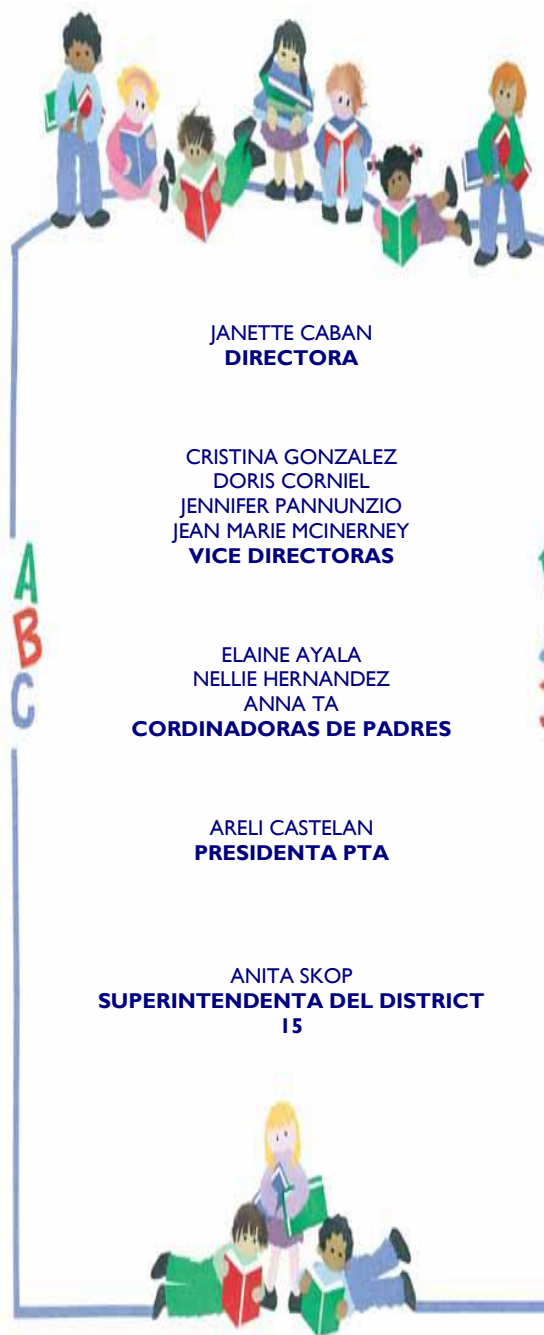 JANETTE CABAN
DIRECTORA
CRISTINA GONZALEZ
DORIS CORNIEL
JENNIFER PANNUNZIO
JEAN MARIE MCINERNEY
VICE DIRECTORAS
A
B
C
ELAINE AYALA
NELLIE HERNANDEZ
ANNA TA
CORDINADORAS DE PADRES
ARELI CASTELAN
PRESIDENTA PTA
ANITA SKOP
SUPERINTENDENTA DEL DISTRICT
15